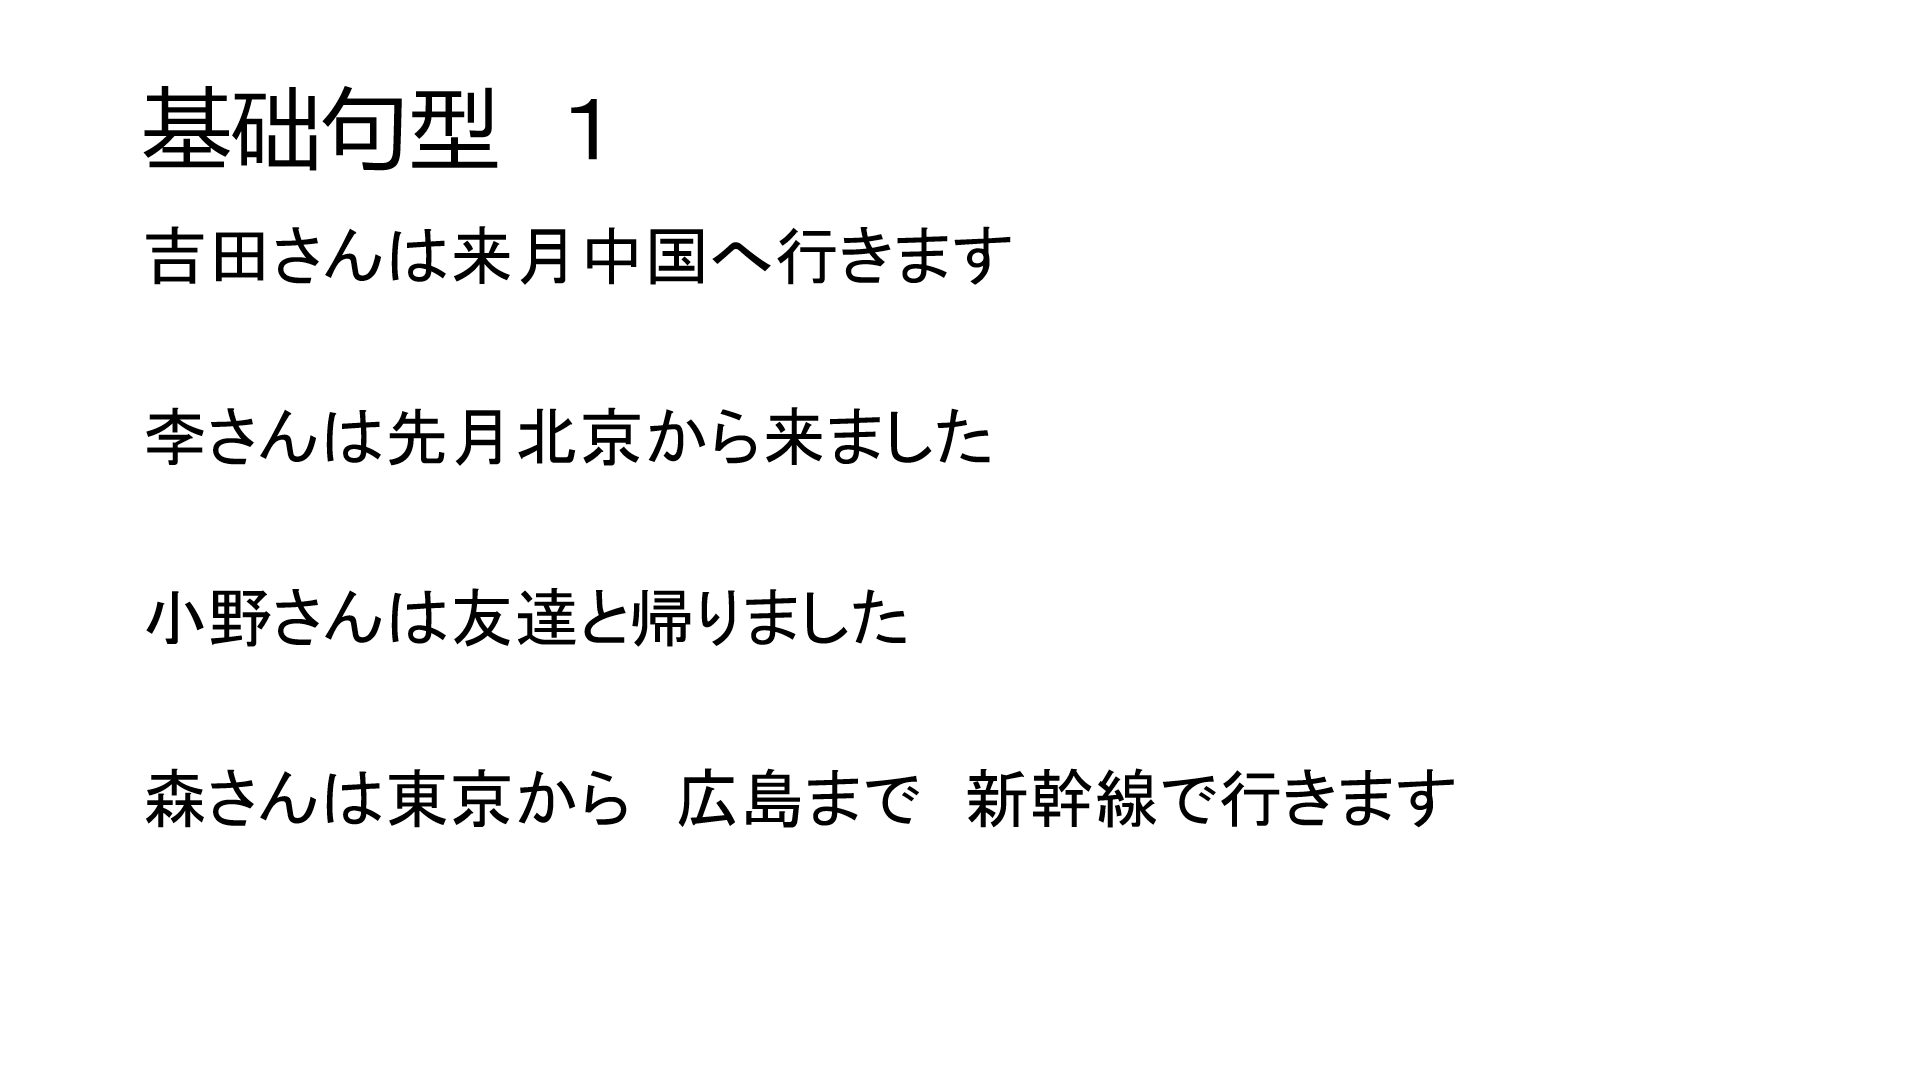 基础句型　１
吉田さんは来月中国へ行きます
李さんは先月北京から来ました
小野さんは友達と帰りました
森さんは東京から　広島まで　新幹線で行きます